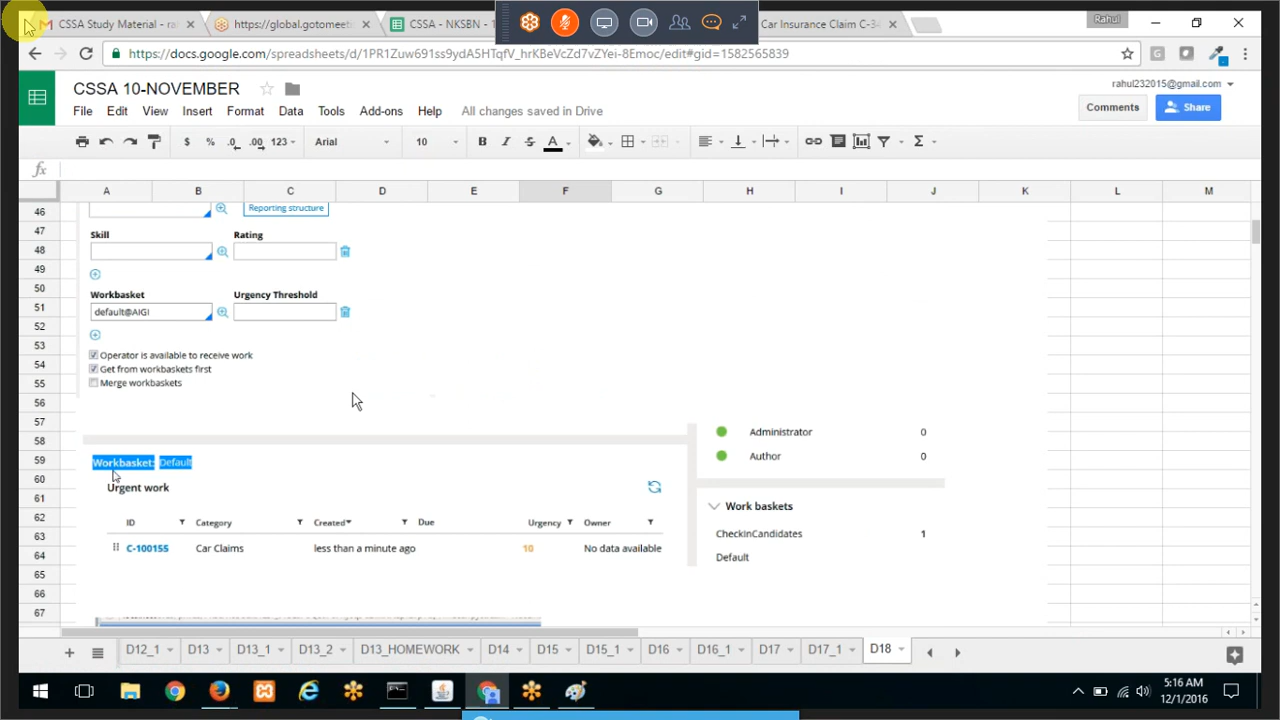 CSSA Study Material - ra
https://global.gotomeeti
CSSA - NKSBN -
Car Insurance Claim C-3
Rahul
https://docs.google.com/spreadsheets/d/1PR1Zuw691ss9ydA5HTqfV_hrKBeVcZd7vZYei-8Emoc/edit#gid=1582565839
CSSA 10-NOVEMBER
rahul232015@gmail.com
File Edit View Insert Format Data Tools Add-ons Help All changes saved in Drive
Comments Share
$ % .0 .00 123 Arial 10 B I S A Σ
fx
A B C D E F G H I J K L M
46 Reporting structure
47 Skill Rating
48
49
50 Workbasket Urgency Threshold
51 default@AIGI
52
53 Operator is available to receive work
54 Get from workbaskets first
55 Merge workbaskets
56
57 Administrator 0
58 Author 0
59 Workbasket: Default
60 Urgent work
61 Work baskets
62 ID Category Created Due Urgency Owner
63 CheckInCandidates 1
64 C-100155 Car Claims less than a minute ago 10 No data available Default
65
66
67
D12_1 D13 D13_1 D13_2 D13_HOMEWORK D14 D15 D15_1 D16 D16_1 D17 D17_1 D18
5:16 AM
12/1/2016